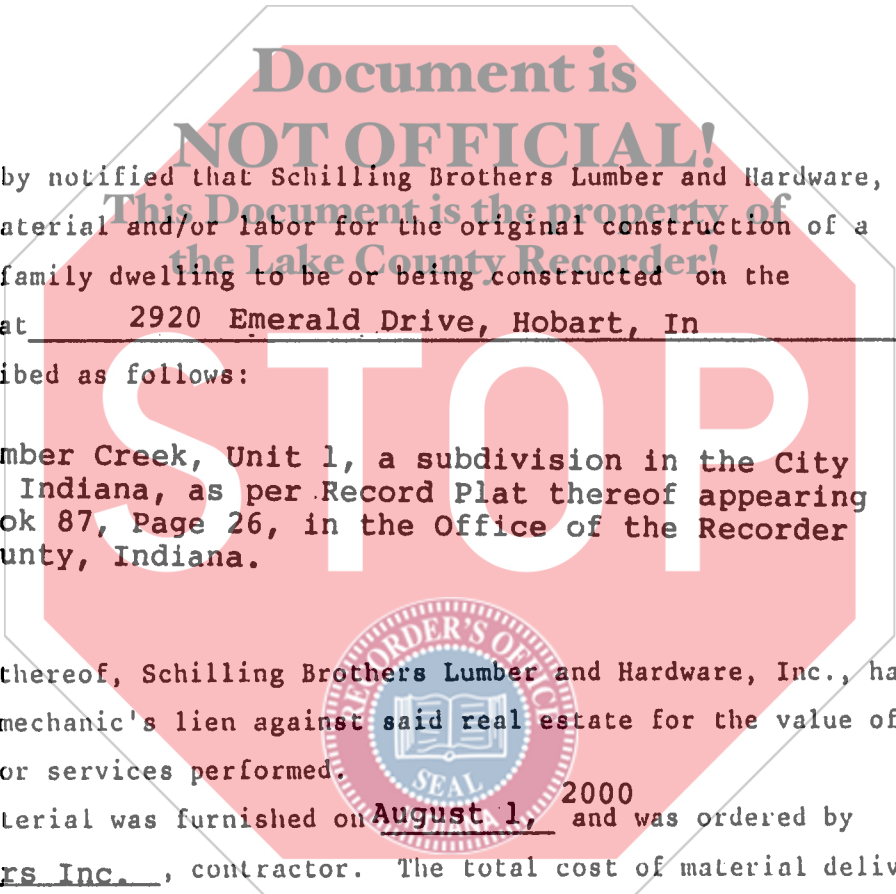 Document is
NOT OFFICIAL!
by notified that Schilling Brothers Lumber and Hardware,
This Document is the property of
aterial and/or labor for the original construction of a
the Lake County Recorder!
family dwelling to be or being constructed on the
at 2920 Emerald Drive, Hobart, In
ibed as follows:
STOP
mber Creek, Unit 1, a subdivision in the City
Indiana, as per Record Plat thereof appearing
ok 87, Page 26, in the Office of the Recorder
unty, Indiana.
RECORDER'S OFFICE
thereof, Schilling Brothers Lumber and Hardware, Inc., ha
mechanic's lien against said real estate for the value of
or services performed.
SEAL
INDIANA
terial was furnished on August 1, 2000 and was ordered by
rs Inc. , contractor. The total cost of material deliv